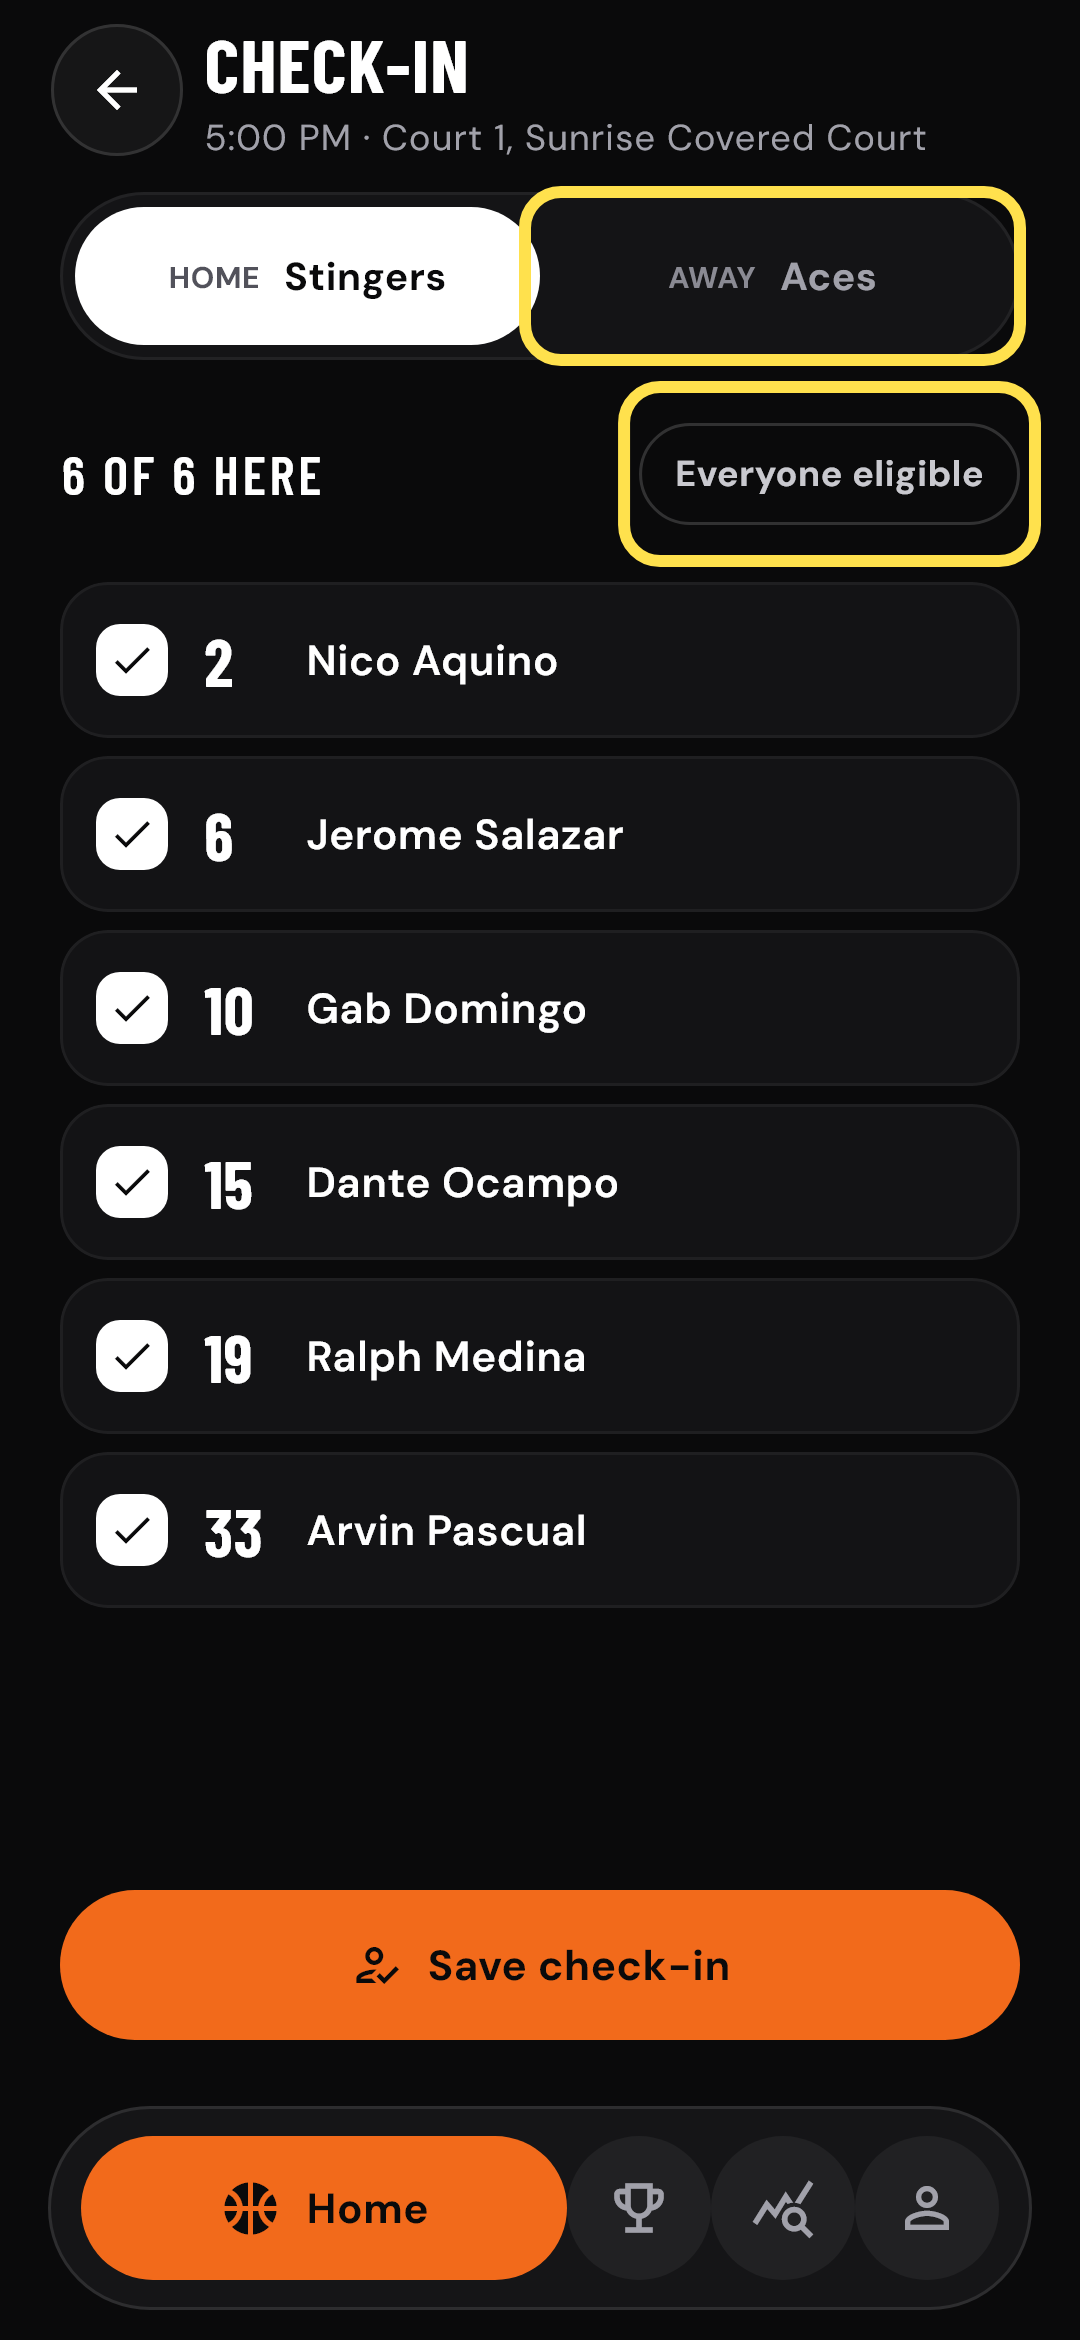 CHECK-IN
5:00 PM · Court 1, Sunrise Covered Court
HOME Stingers
AWAY Aces
6 OF 6 HERE
Everyone eligible
2 Nico Aquino
6 Jerome Salazar
10 Gab Domingo
15 Dante Ocampo
19 Ralph Medina
33 Arvin Pascual
Save check-in
Home